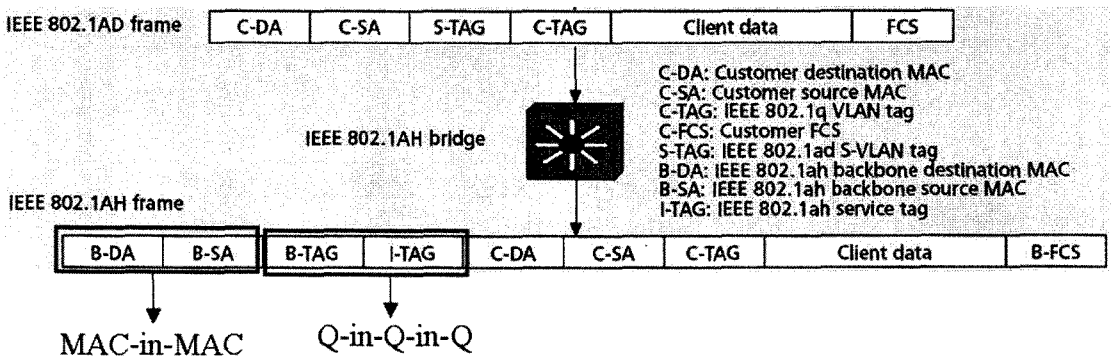 IEEE 802.1AD frame
C-DA C-SA S-TAG C-TAG Client data FCS
C-DA: Customer destination MAC
C-SA: Customer source MAC
C-TAG: IEEE 802.1q VLAN tag
C-FCS: Customer FCS
S-TAG: IEEE 802.1ad S-VLAN tag
B-DA: IEEE 802.1ah backbone destination MAC
B-SA: IEEE 802.1ah backbone source MAC
I-TAG: IEEE 802.1ah service tag
IEEE 802.1AH bridge
IEEE 802.1AH frame
B-DA B-SA B-TAG I-TAG C-DA C-SA C-TAG Client data B-FCS
MAC-in-MAC
Q-in-Q-in-Q